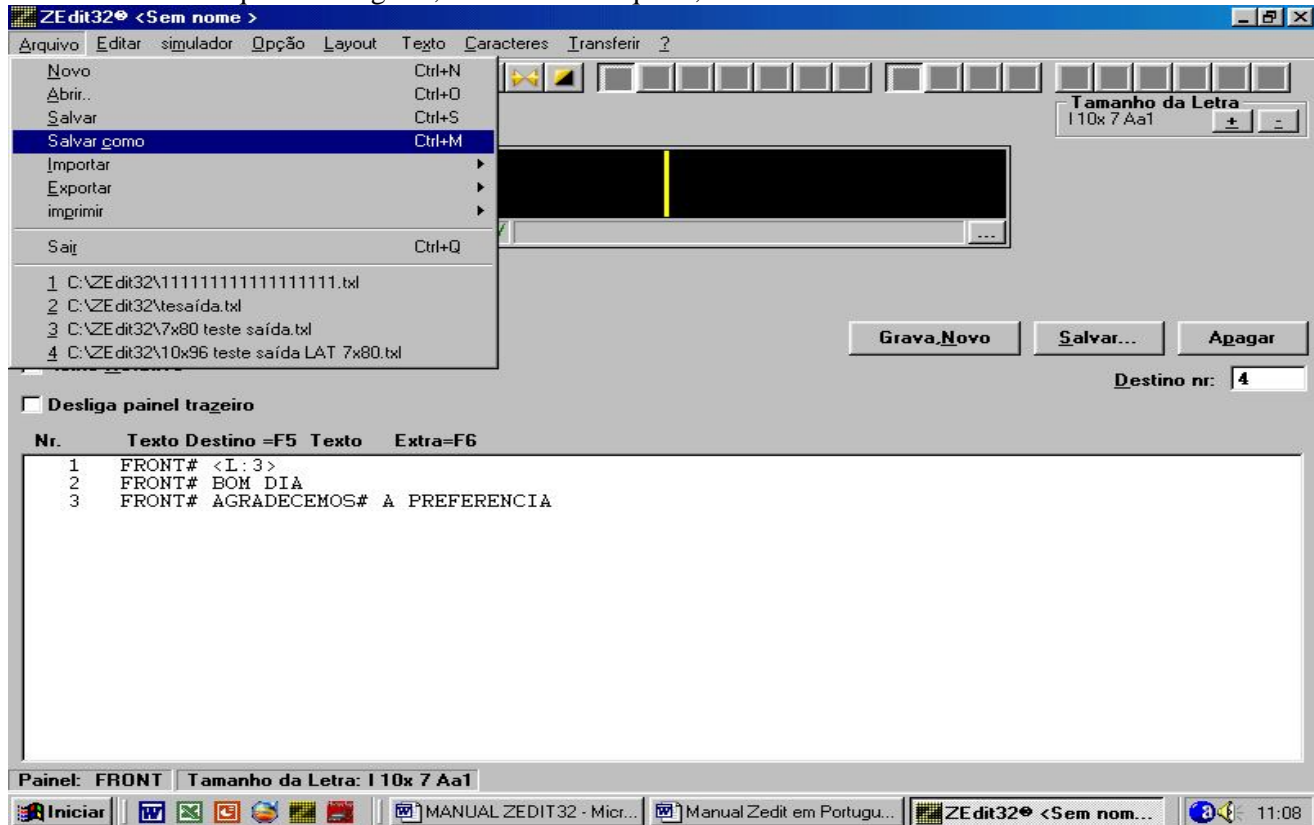 ZEdit32® <Sem nome >
Arquivo Editar simulador Opção Layout Texto Caracteres Transferir ?
Novo Ctrl+N
Abrir.. Ctrl+O
Salvar Ctrl+S
Salvar como Ctrl+M
Importar
Exportar
imprimir
Sair Ctrl+Q
1 C:\ZEdit32\111111111111111111.txl
2 C:\ZEdit32\tesaída.txl
3 C:\ZEdit32\7x80 teste saída.txl
4 C:\ZEdit32\10x96 teste saída LAT 7x80.txl
Tamanho da Letra
I 10x 7 Aa1 + -
...
Grava,Novo Salvar... Apagar
Destino nr: 4
Desliga painel trazeiro
Nr. Texto Destino =F5 Texto Extra=F6
1 FRONT# <L:3>
2 FRONT# BOM DIA
3 FRONT# AGRADECEMOS# A PREFERENCIA
Painel: FRONT Tamanho da Letra: I 10x 7 Aa1
Iniciar MANUAL ZEDIT32 - Micr... Manual Zedit em Portugu... ZEdit32® <Sem nom... 11:08